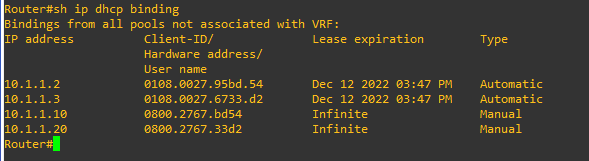 Router#sh ip dhcp binding
Bindings from all pools not associated with VRF:
IP address Client-ID/ Lease expiration Type
Hardware address/
User name
10.1.1.2 0108.0027.95bd.54 Dec 12 2022 03:47 PM Automatic
10.1.1.3 0108.0027.6733.d2 Dec 12 2022 03:47 PM Automatic
10.1.1.10 0800.2767.bd54 Infinite Manual
10.1.1.20 0800.2767.33d2 Infinite Manual
Router#